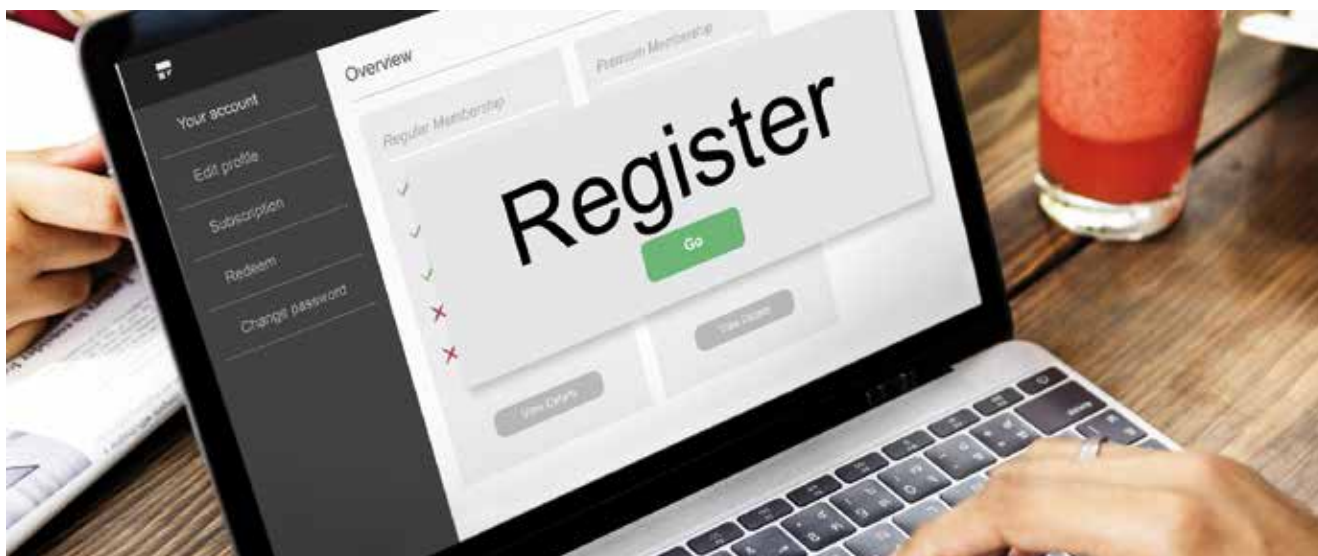 Your account
Edit profile
Subscription
Redeem
Change password
Overview
Regular Membership
Premium Membership
Register
Go
View Details
View Details
delete